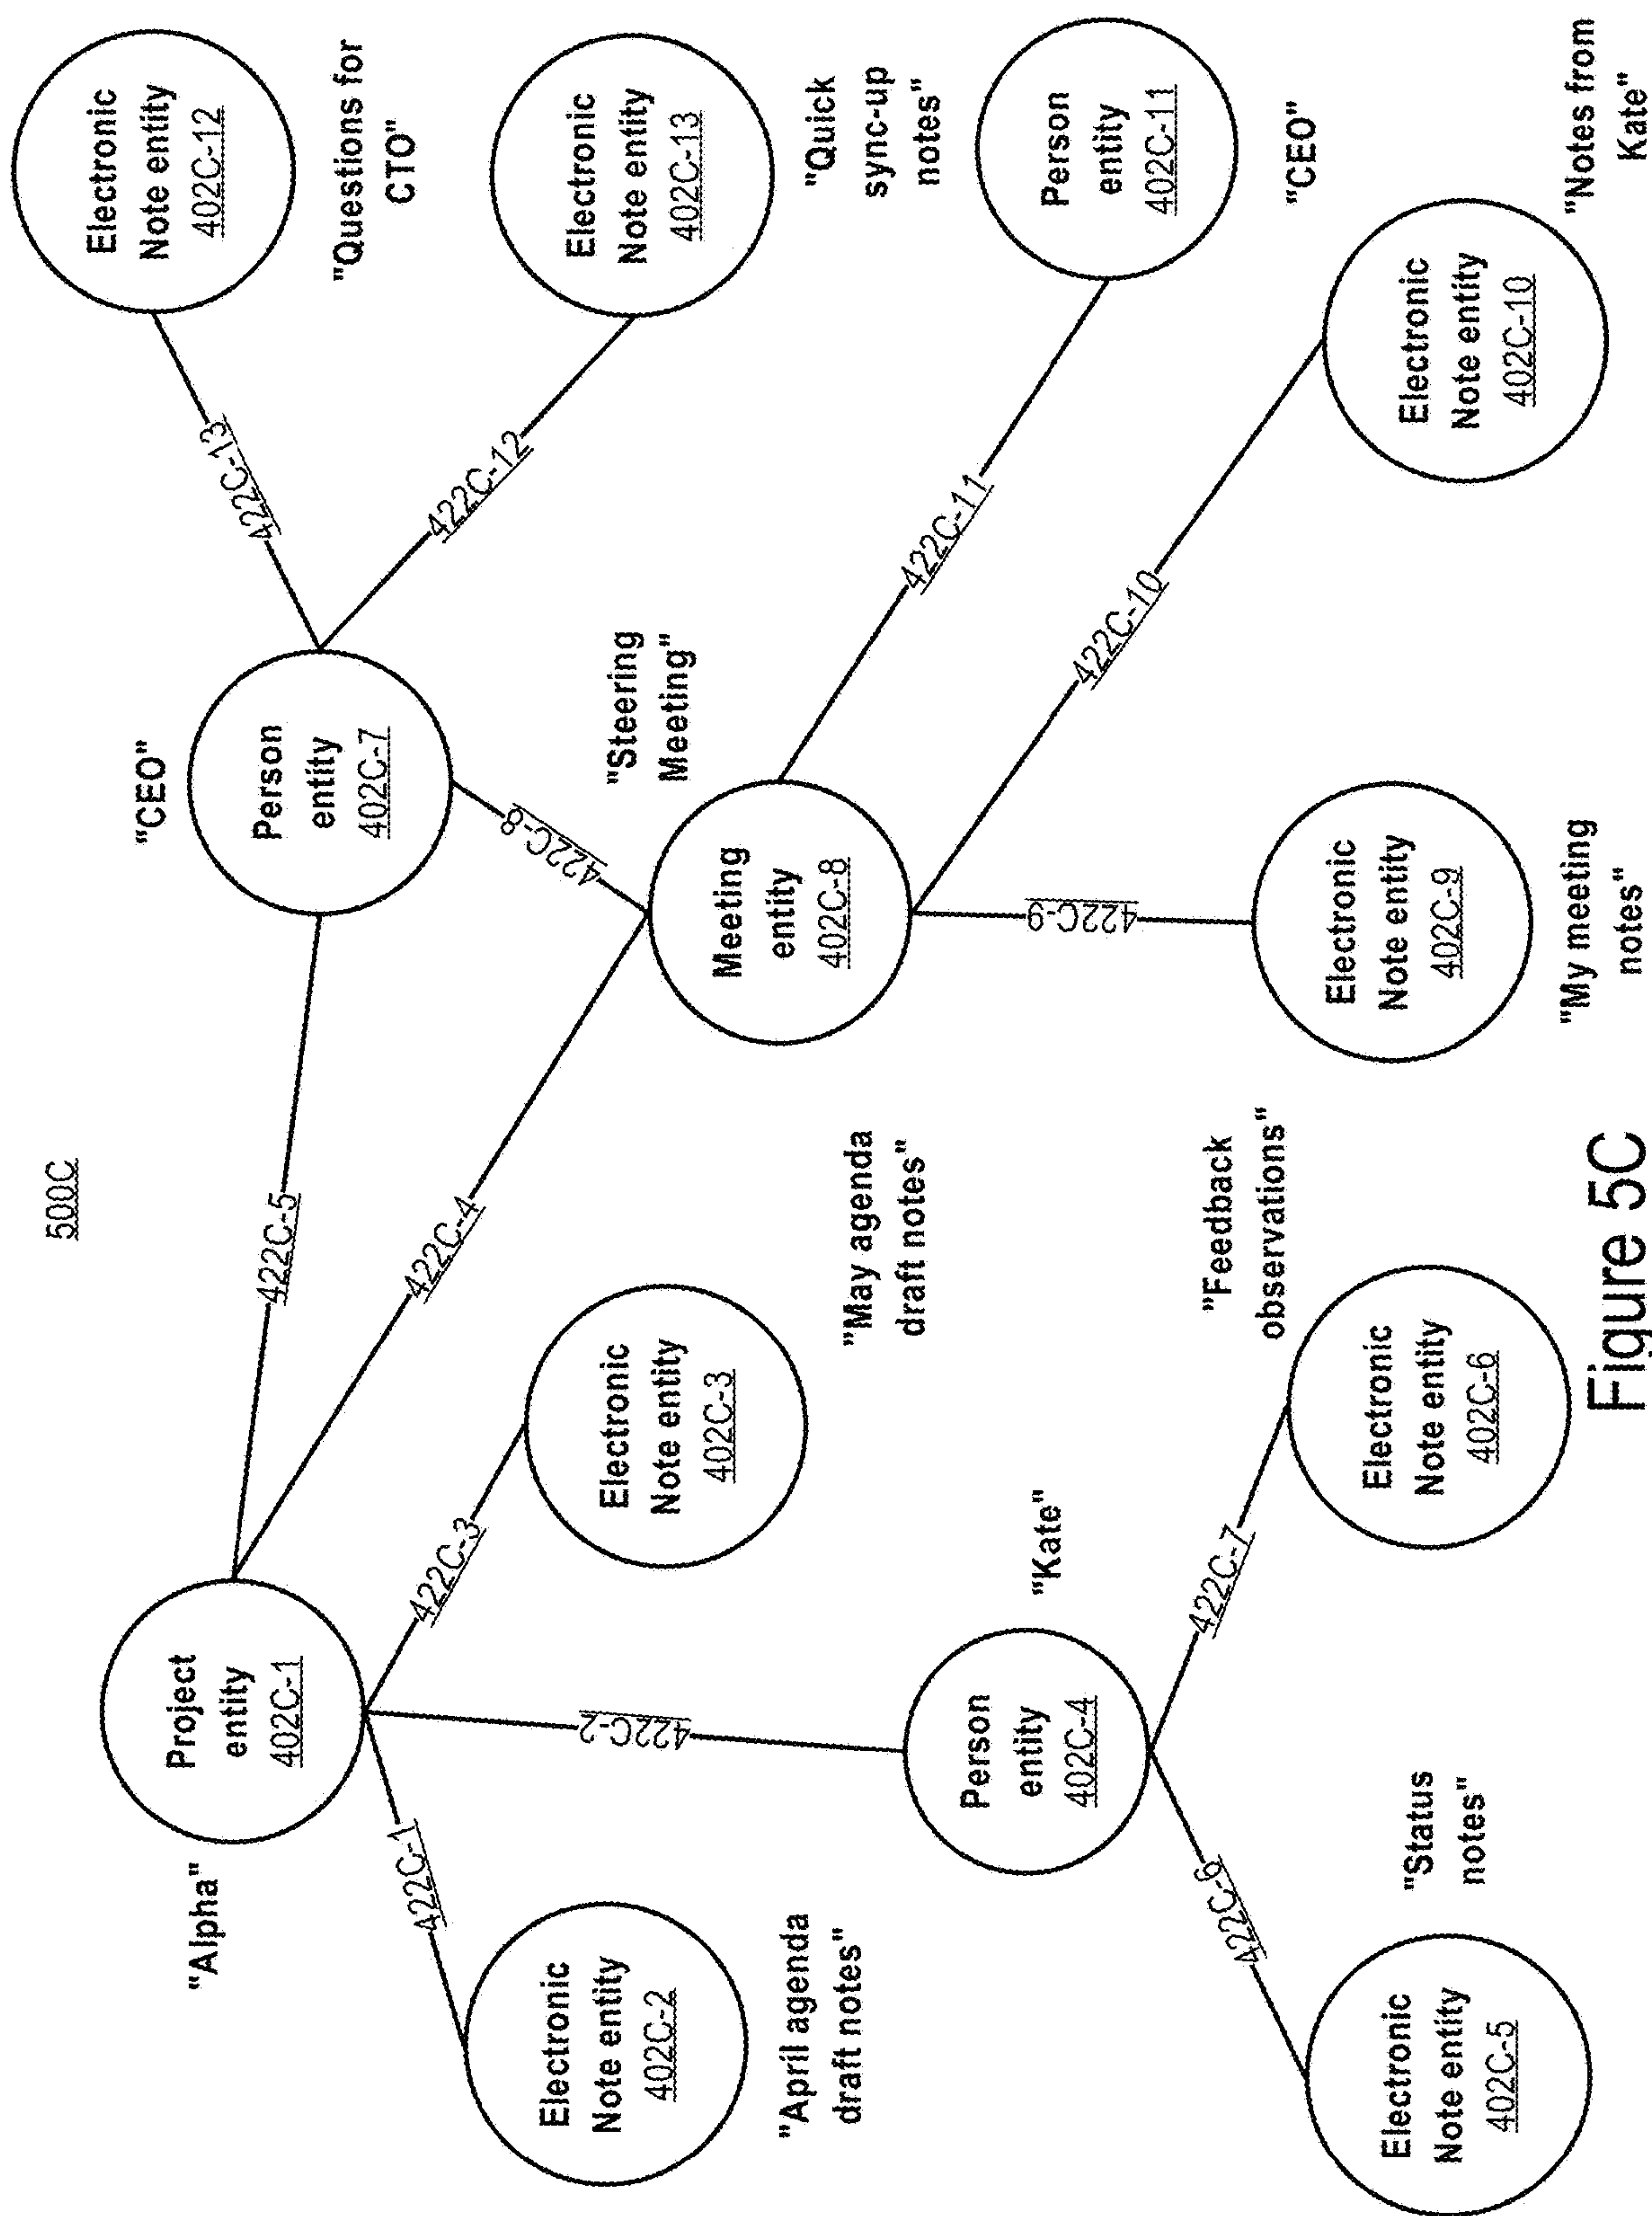 500C
"Alpha"
Project
entity
402C-1
422C-5
"CEO"
Person
entity
402C-7
422C-13
Electronic
Note entity
402C-12
"Questions for
CTO"
422C-1
422C-3
422C-4
422C-8
422C-12
Electronic
Note entity
402C-13
"Quick
sync-up
notes"
Electronic
Note entity
402C-2
"April agenda
draft notes"
422C-2
Electronic
Note entity
402C-3
"May agenda
draft notes"
"Steering
Meeting"
Meeting
entity
402C-8
422C-11
Person
entity
402C-11
"CEO"
"Kate"
Person
entity
402C-4
422C-9
422C-10
422C-6
422C-7
Electronic
Note entity
402C-5
"Status
notes"
Electronic
Note entity
402C-6
"Feedback
observations"
Electronic
Note entity
402C-9
"My meeting
notes"
Electronic
Note entity
402C-10
"Notes from
Kate"
Figure 5C